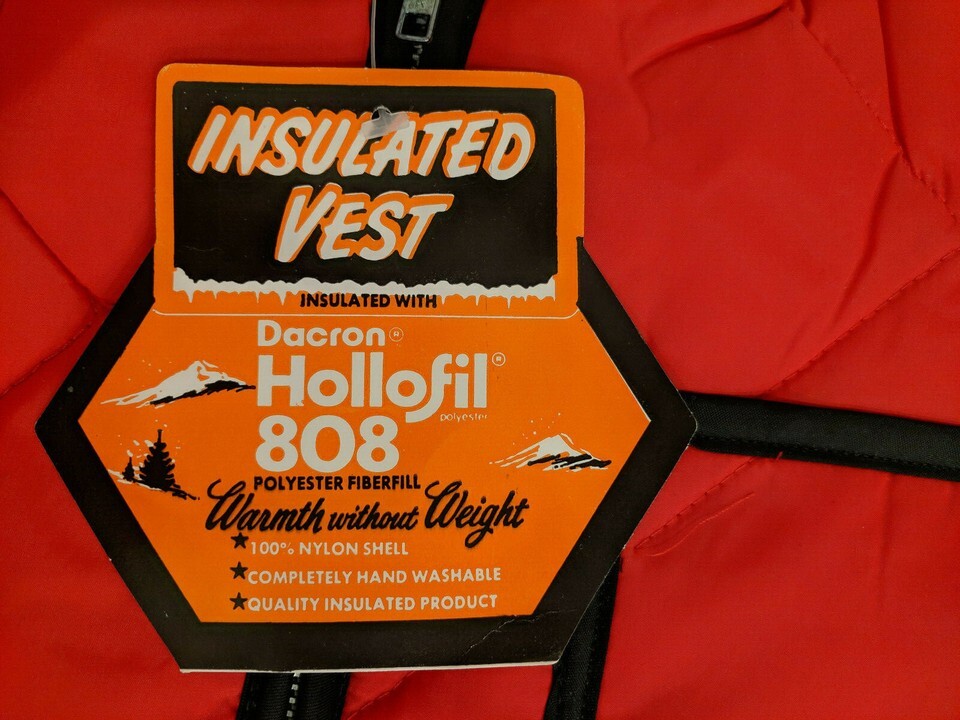 INSULATED
VEST
INSULATED WITH
Dacron®
Hollofil®
polyester
808
POLYESTER FIBERFILL
Warmth without Weight
★100% NYLON SHELL
★COMPLETELY HAND WASHABLE
★QUALITY INSULATED PRODUCT